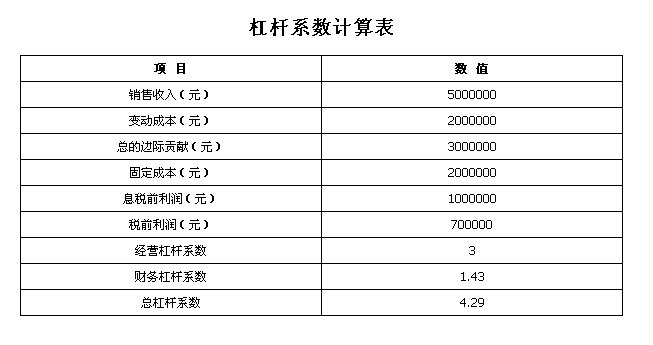 杠杆系数计算表
项 目 数 值
销售收入(元) 5000000
变动成本(元) 2000000
总的边际贡献(元) 3000000
固定成本(元) 2000000
息税前利润(元) 1000000
税前利润(元) 700000
经营杠杆系数 3
财务杠杆系数 1.43
总杠杆系数 4.29